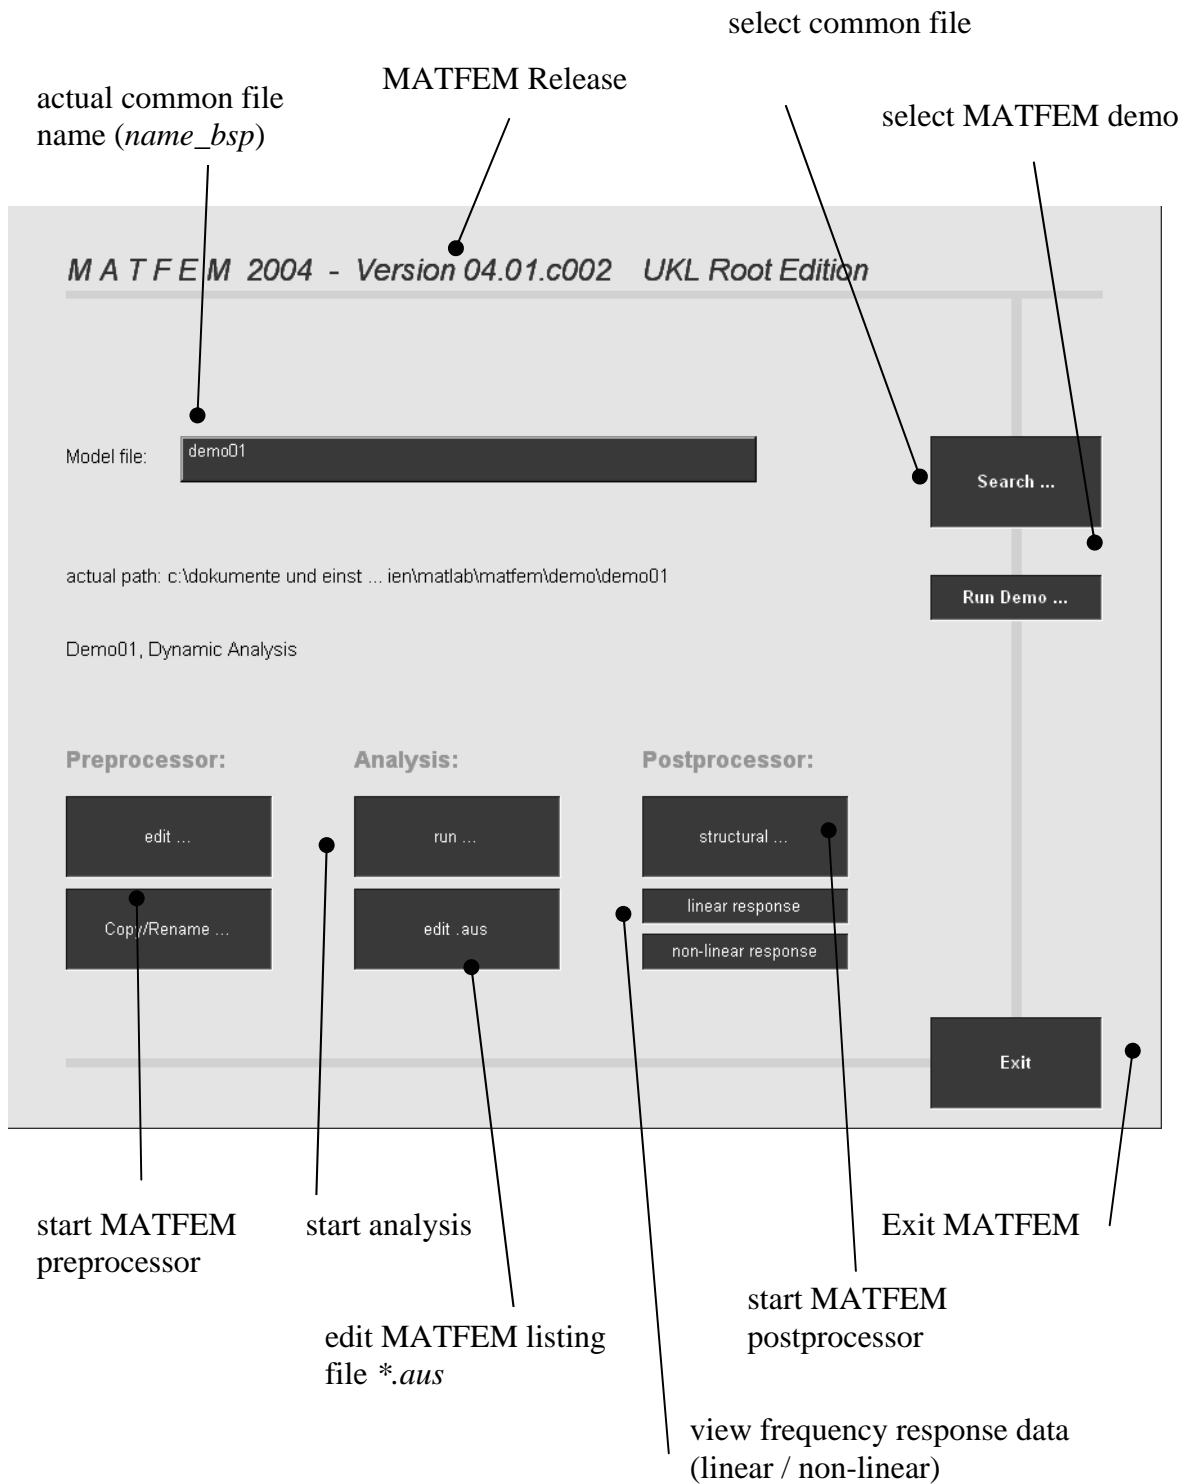 select common file
MATFEM Release
actual common file
name (name_bsp)
select MATFEM demo
M A T F E M 2004 - Version 04.01.c002 UKL Root Edition
Model file:
demo01
Search ...
actual path: c:\dokumente und einst ... ien\matlab\matfem\demo\demo01
Run Demo ...
Demo01, Dynamic Analysis
Preprocessor:
Analysis:
Postprocessor:
edit ...
run ...
structural ...
linear response
Copy/Rename ...
edit .aus
non-linear response
Exit
start MATFEM
preprocessor
start analysis
Exit MATFEM
start MATFEM
postprocessor
edit MATFEM listing
file *.aus
view frequency response data
(linear / non-linear)